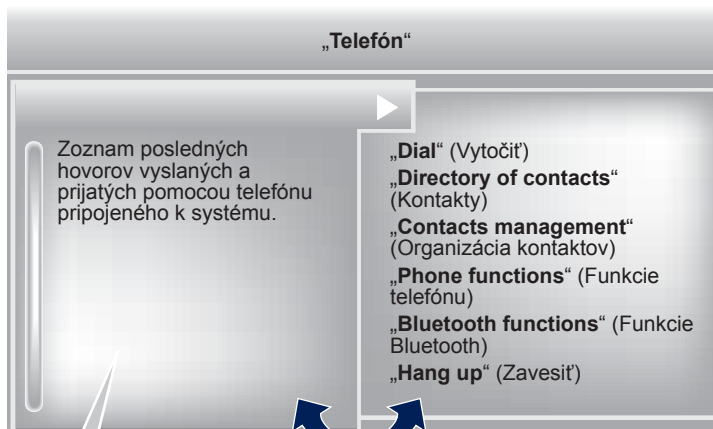 „Telefón“
Zoznam posledných
hovorov vyslaných a
prijatých pomocou telefónu
pripojeného k systému.
„Dial“ (Vytočiť)
„Directory of contacts“
(Kontakty)
„Contacts management“
(Organizácia kontaktov)
„Phone functions“ (Funkcie
telefónu)
„Bluetooth functions“ (Funkcie
Bluetooth)
„Hang up“ (Zavesiť)